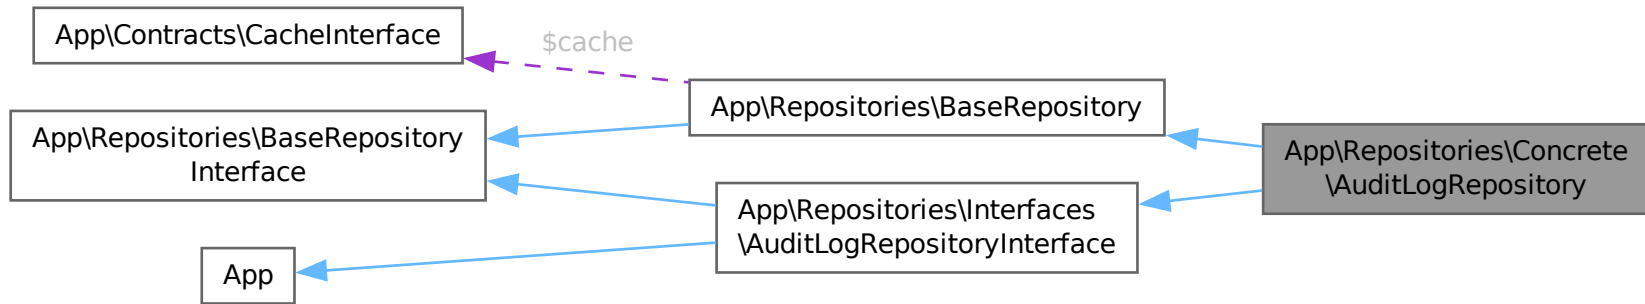 App\Contracts\CacheInterface
$cache
App\Repositories\BaseRepository
App\Repositories\BaseRepository
Interface
App\Repositories\Concrete
\AuditLogRepository
App\Repositories\Interfaces
\AuditLogRepositoryInterface
App